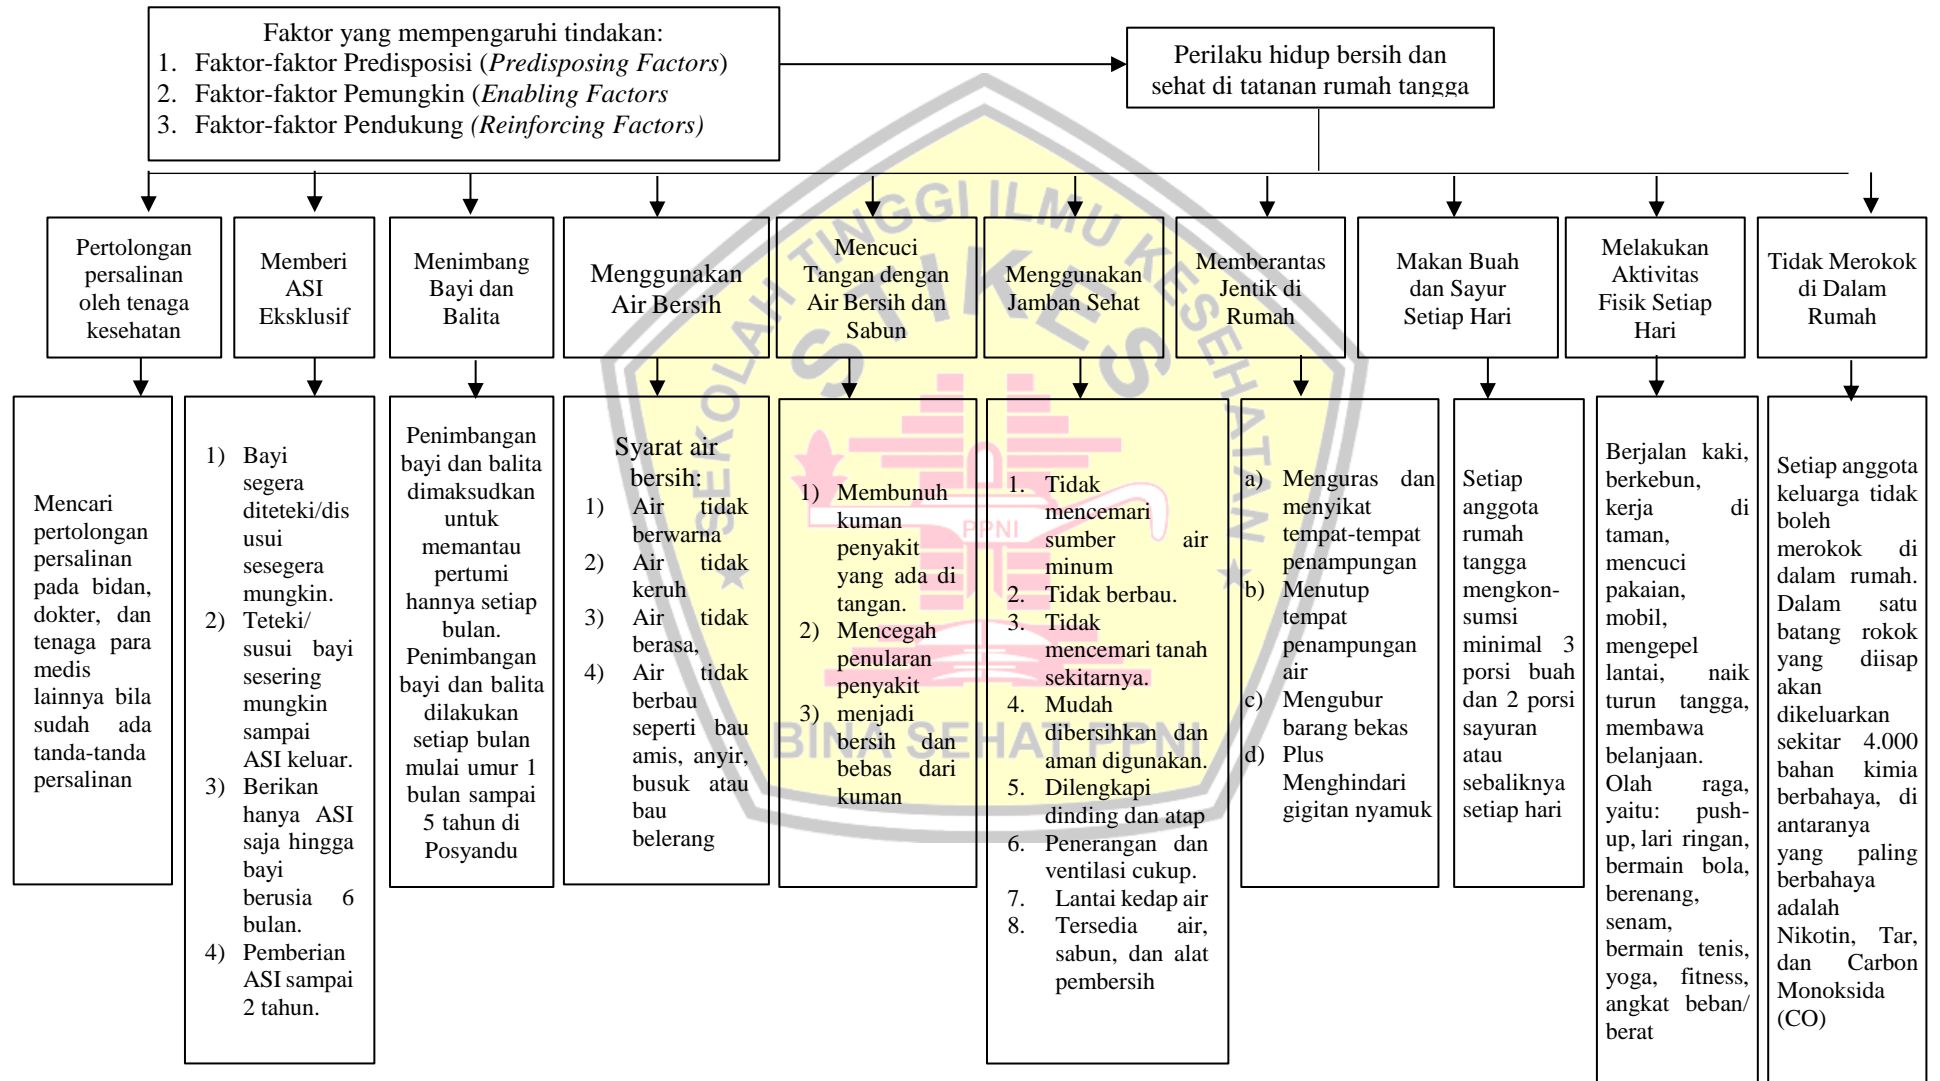 Faktor yang mempengaruhi tindakan:
1. Faktor-faktor Predisposisi (Predisposing Factors)
2. Faktor-faktor Pemungkin (Enabling Factors
3. Faktor-faktor Pendukung (Reinforcing Factors)
Perilaku hidup bersih dan
sehat di tatanan rumah tangga
Pertolongan
persalinan
oleh tenaga
kesehatan
Memberi
ASI
Eksklusif
Menimbang
Bayi dan
Balita
Menggunakan
Air Bersih
Mencuci
Tangan dengan
Air Bersih dan
Sabun
Menggunakan
Jamban Sehat
Memberantas
Jentik di
Rumah
Makan Buah
dan Sayur
Setiap Hari
Melakukan
Aktivitas
Fisik Setiap
Hari
Tidak Merokok
di Dalam
Rumah
Mencari
pertolongan
persalinan
pada bidan,
dokter, dan
tenaga para
medis
lainnya bila
sudah ada
tanda-tanda
persalinan
1) Bayi
segera
diteteki/dis
usui
sesegera
mungkin.
2) Teteki/
susui bayi
sesering
mungkin
sampai
ASI keluar.
3) Berikan
hanya ASI
saja hingga
bayi
berusia 6
bulan.
4) Pemberian
ASI sampai
2 tahun.
Penimbangan
bayi dan balita
dimaksudkan
untuk
memantau
pertumi
hannya setiap
bulan.
Penimbangan
bayi dan balita
dilakukan
setiap bulan
mulai umur 1
bulan sampai
5 tahun di
Posyandu
Syarat air
bersih:
1) Air tidak
berwarna
2) Air tidak
keruh
3) Air tidak
berasa,
4) Air tidak
berbau
seperti bau
amis, anyir,
busuk atau
bau
belerang
1) Membunuh
kuman
penyakit
yang ada di
tangan.
2) Mencegah
penularan
penyakit
3) menjadi
bersih dan
bebas dari
kuman
1. Tidak
mencemari
sumber air
minum
2. Tidak berbau.
3. Tidak
mencemari tanah
sekitarnya.
4. Mudah
dibersihkan dan
aman digunakan.
5. Dilengkapi
dinding dan atap
6. Penerangan dan
ventilasi cukup.
7. Lantai kedap air
8. Tersedia air,
sabun, dan alat
pembersih
a) Menguras dan
menyikat
tempat-tempat
penampungan
b) Menutup
tempat
penampungan
air
c) Mengubur
barang bekas
d) Plus
Menghindari
gigitan nyamuk
Setiap
anggota
rumah
tangga
mengkon-
sumsi
minimal 3
porsi buah
dan 2 porsi
sayuran
atau
sebaliknya
setiap hari
Berjalan kaki,
berkebun,
kerja di
taman,
mencuci
pakaian,
mobil,
mengepel
lantai, naik
turun tangga,
membawa
belanjaan.
Olah raga,
yaitu: push-
up, lari ringan,
bermain bola,
berenang,
senam,
bermain tenis,
yoga, fitness,
angkat beban/
berat
Setiap anggota
keluarga tidak
boleh
merokok di
dalam rumah.
Dalam satu
batang rokok
yang diisap
akan
dikeluarkan
sekitar 4.000
bahan kimia
berbahaya, di
antaranya
yang paling
berbahaya
adalah
Nikotin, Tar,
dan Carbon
Monoksida
(CO)
SEKOLAH TINGGI ILMU KESEHATAN
STIKES
PPNI
BINA SEHAT PPNI